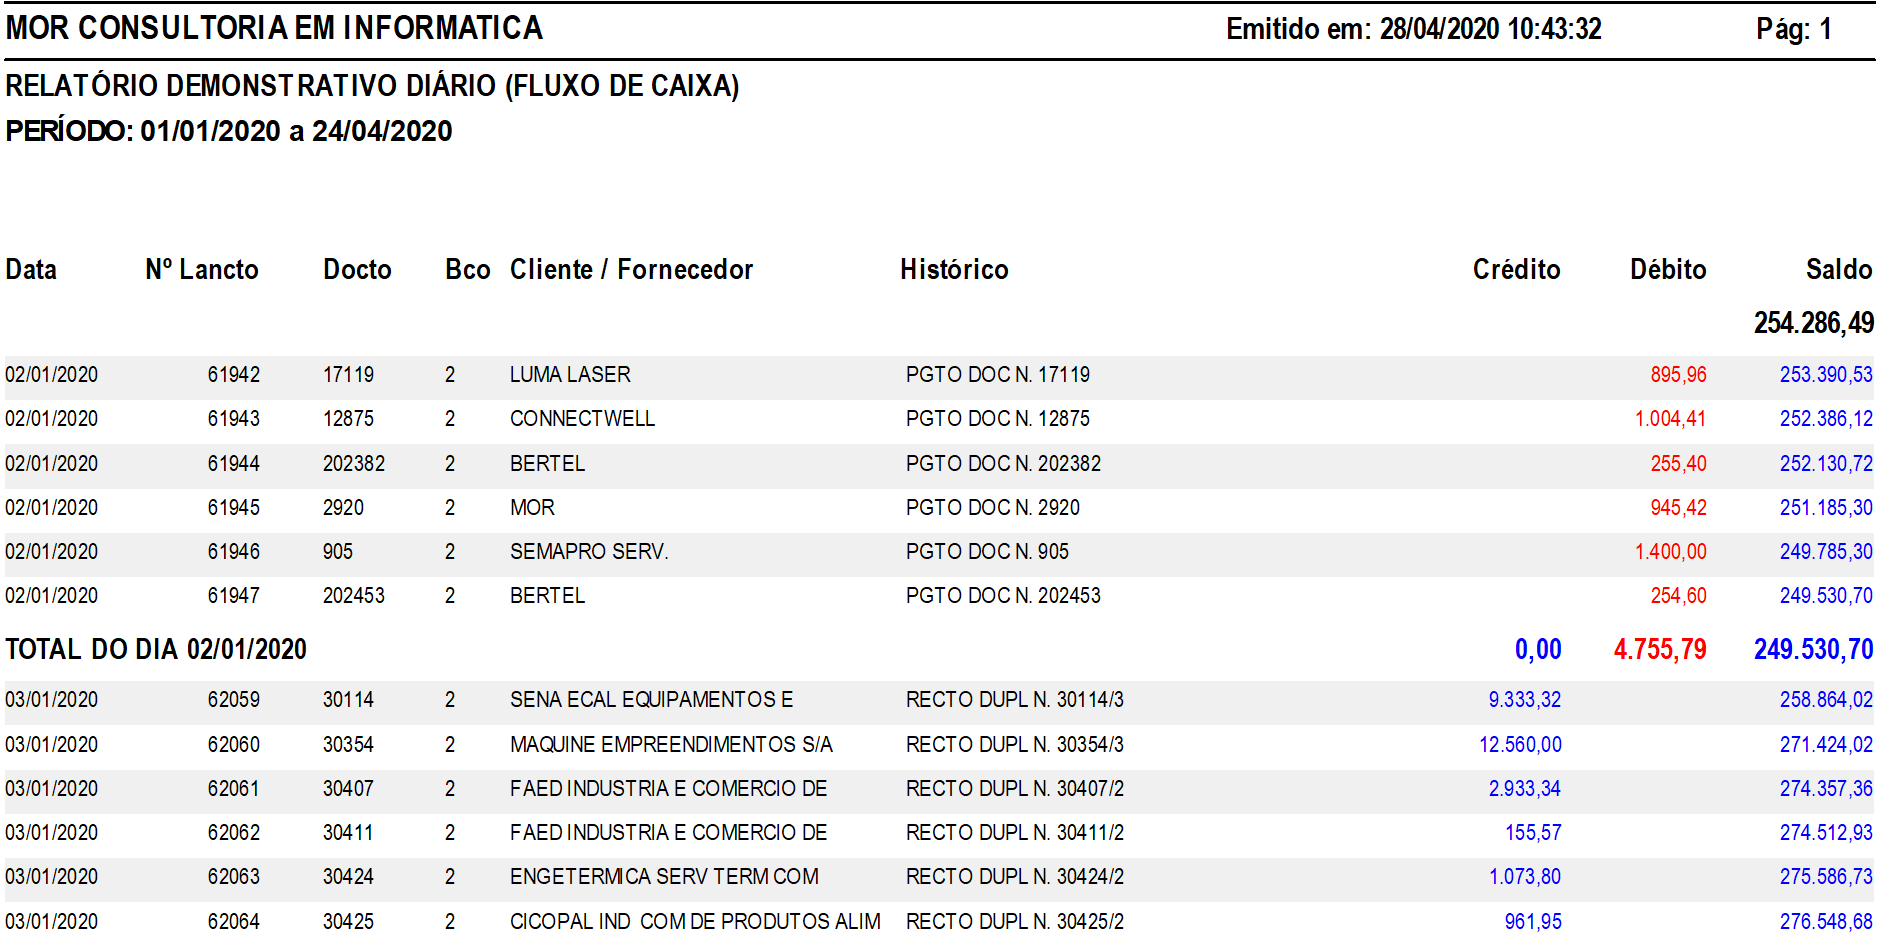 MOR CONSULTORIA EM INFORMATICA Emitido em: 28/04/2020 10:43:32 Pág: 1
RELATÓRIO DEMONSTRATIVO DIÁRIO (FLUXO DE CAIXA)
PERÍODO: 01/01/2020 a 24/04/2020
Data Nº Lancto Docto Bco Cliente / Fornecedor Histórico Crédito Débito Saldo
254.286,49
02/01/2020 61942 17119 2 LUMA LASER PGTO DOC N. 17119 895,96 253.390,53
02/01/2020 61943 12875 2 CONNECTWELL PGTO DOC N. 12875 1.004,41 252.386,12
02/01/2020 61944 202382 2 BERTEL PGTO DOC N. 202382 255,40 252.130,72
02/01/2020 61945 2920 2 MOR PGTO DOC N. 2920 945,42 251.185,30
02/01/2020 61946 905 2 SEMAPRO SERV. PGTO DOC N. 905 1.400,00 249.785,30
02/01/2020 61947 202453 2 BERTEL PGTO DOC N. 202453 254,60 249.530,70
TOTAL DO DIA 02/01/2020 0,00 4.755,79 249.530,70
03/01/2020 62059 30114 2 SENA ECAL EQUIPAMENTOS E RECTO DUPL N. 30114/3 9.333,32 258.864,02
03/01/2020 62060 30354 2 MAQUINE EMPREENDIMENTOS S/A RECTO DUPL N. 30354/3 12.560,00 271.424,02
03/01/2020 62061 30407 2 FAED INDUSTRIA E COMERCIO DE RECTO DUPL N. 30407/2 2.933,34 274.357,36
03/01/2020 62062 30411 2 FAED INDUSTRIA E COMERCIO DE RECTO DUPL N. 30411/2 155,57 274.512,93
03/01/2020 62063 30424 2 ENGETERMICA SERV TERM COM RECTO DUPL N. 30424/2 1.073,80 275.586,73
03/01/2020 62064 30425 2 CICOPAL IND COM DE PRODUTOS ALIM RECTO DUPL N. 30425/2 961,95 276.548,68